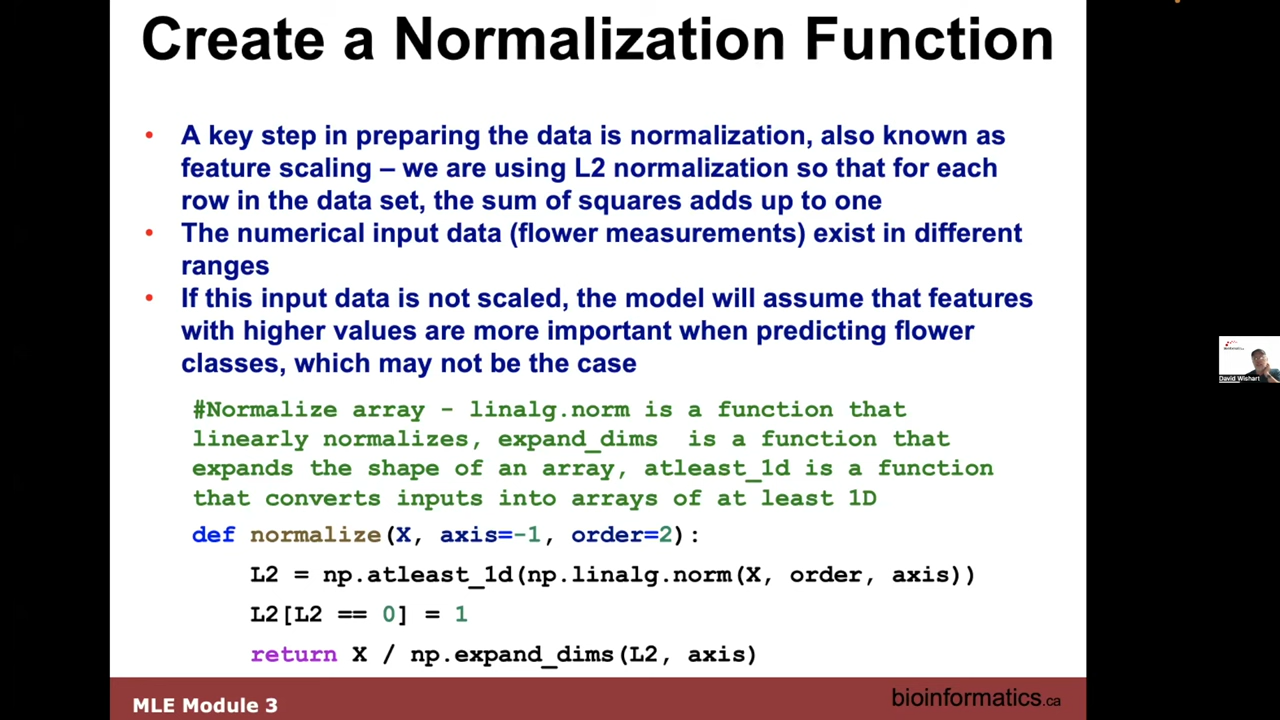 Create a Normalization Function
• A key step in preparing the data is normalization, also known as
feature scaling – we are using L2 normalization so that for each
row in the data set, the sum of squares adds up to one
• The numerical input data (flower measurements) exist in different
ranges
• If this input data is not scaled, the model will assume that features
with higher values are more important when predicting flower
classes, which may not be the case
#Normalize array - linalg.norm is a function that
linearly normalizes, expand_dims  is a function that
expands the shape of an array, atleast_1d is a function
that converts inputs into arrays of at least 1D
def normalize(X, axis=-1, order=2):
    L2 = np.atleast_1d(np.linalg.norm(X, order, axis))
    L2[L2 == 0] = 1
    return X / np.expand_dims(L2, axis)
David Wishart
MLE Module 3
bioinformatics.ca